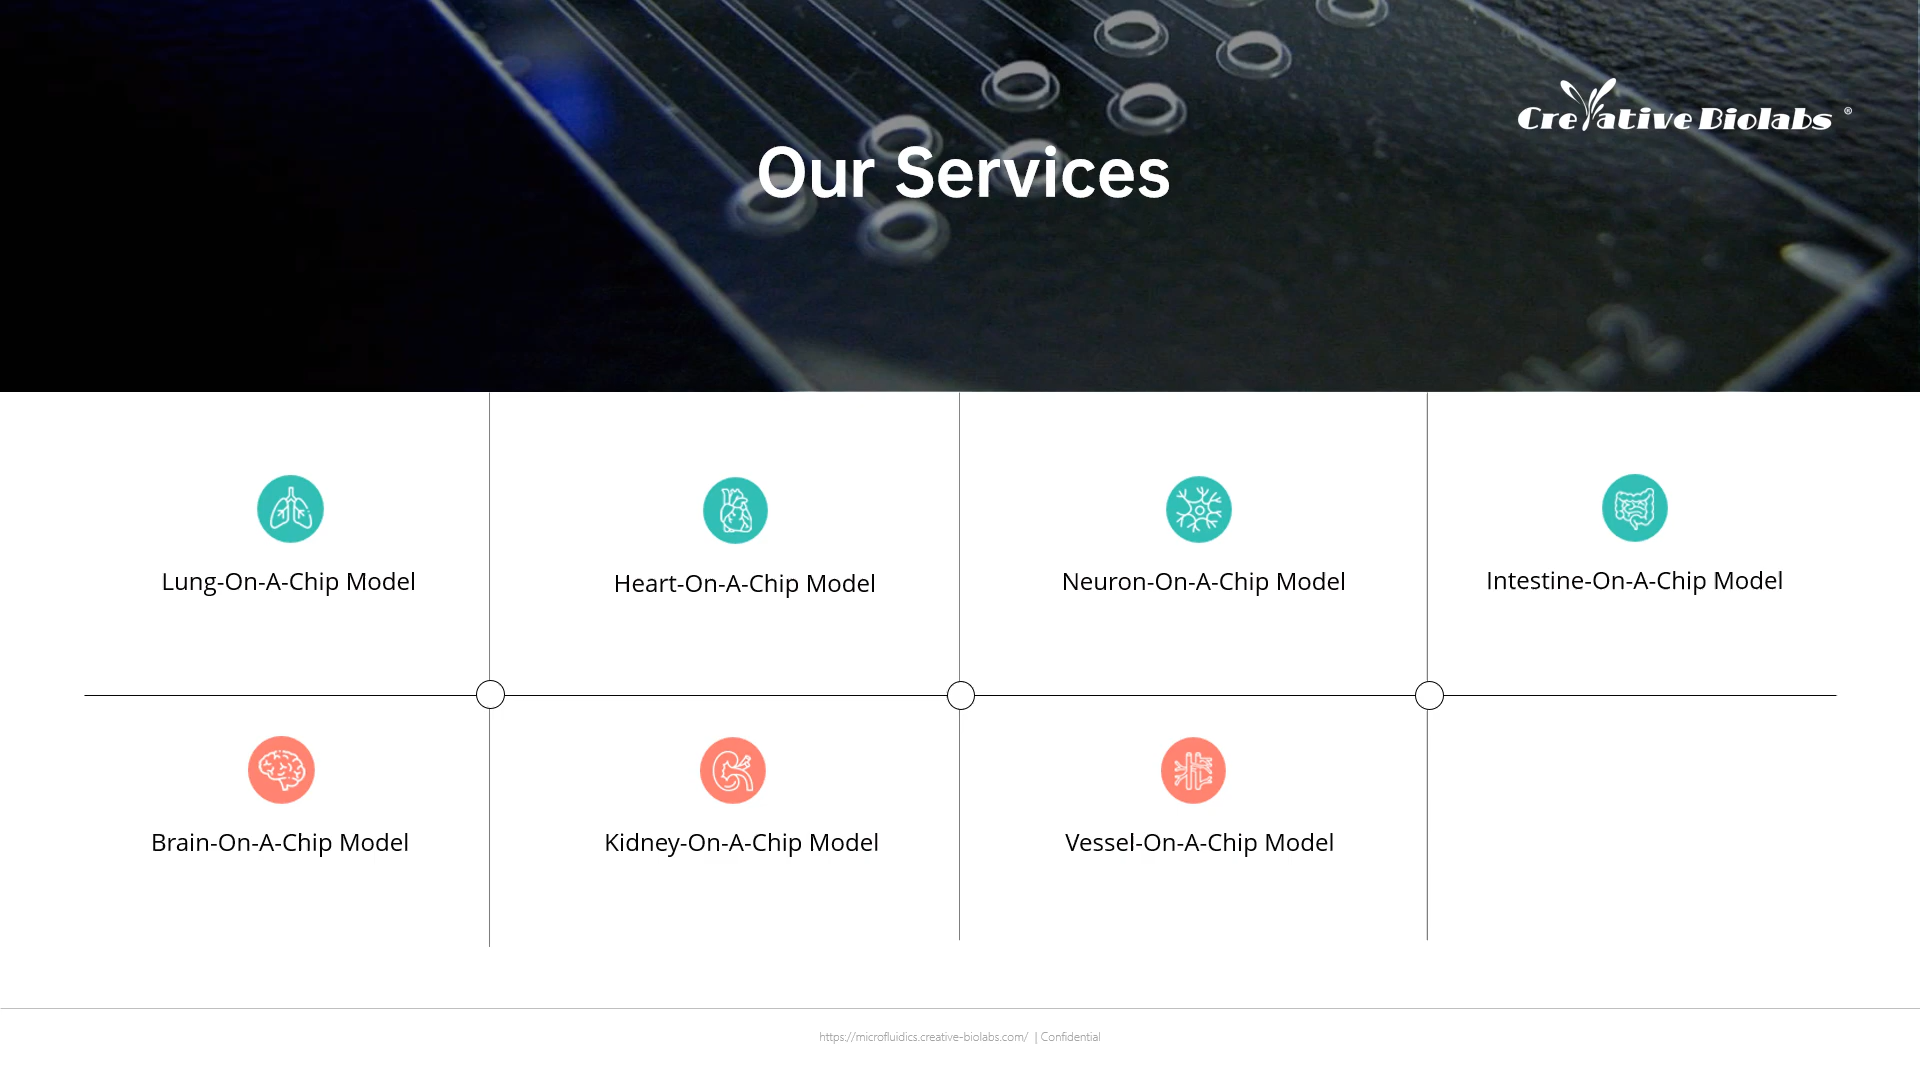 Creative Biolabs ®
Our Services
Lung-On-A-Chip Model
Heart-On-A-Chip Model
Neuron-On-A-Chip Model
Intestine-On-A-Chip Model
Brain-On-A-Chip Model
Kidney-On-A-Chip Model
Vessel-On-A-Chip Model
https://microfluidics.creative-biolabs.com/ | Confidential